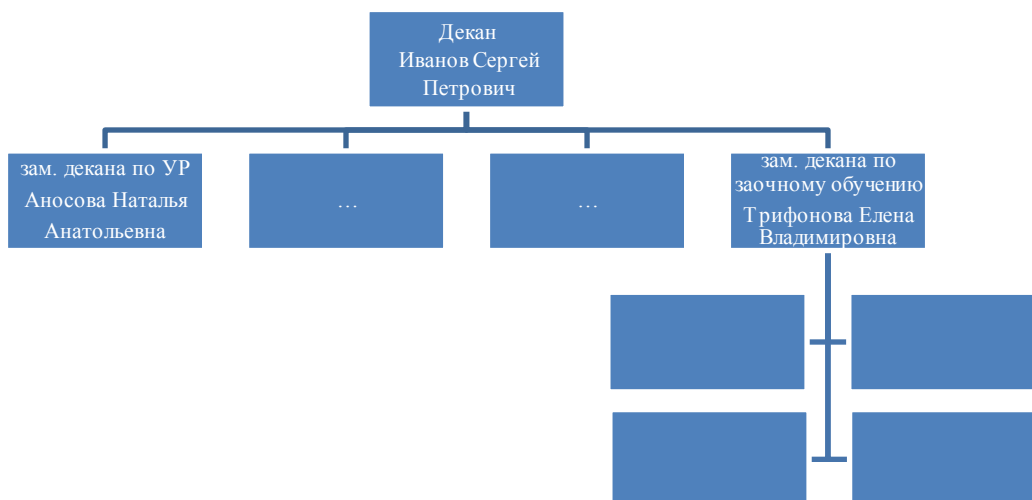 Декан
Иванов Сергей
Петрович
зам. декана по УР
Аносова Наталья
Анатольевна
...
...
зам. декана по
заочному обучению
Трифонова Елена
Владимировна